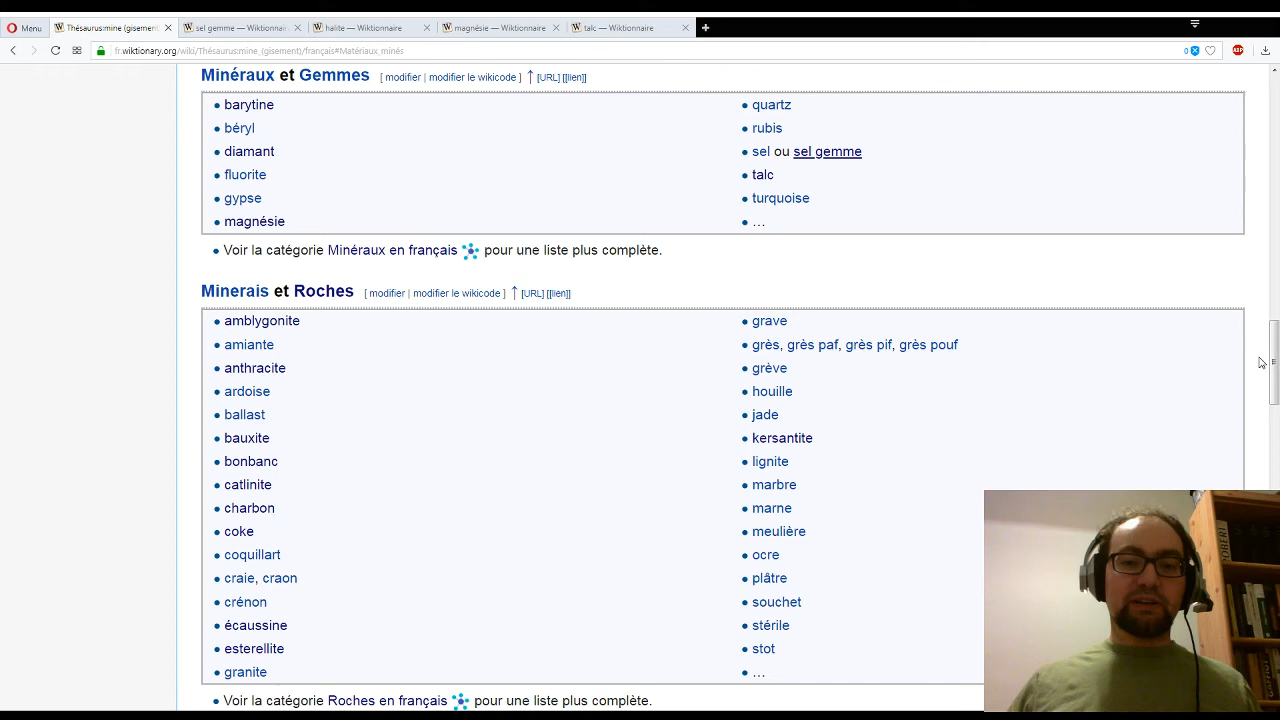 Menu
Thésaurus:mine (gisement)
sel gemme — Wiktionnaire
halite — Wiktionnaire
magnésie — Wiktionnaire
talc — Wiktionnaire
fr.wiktionary.org/wiki/Thésaurus:mine_(gisement)/français#Matériaux_minés
0
ABP
Minéraux et Gemmes [ modifier | modifier le wikicode ] ↑ [URL] [[lien]]
barytine
béryl
diamant
fluorite
gypse
magnésie
quartz
rubis
sel ou sel gemme
talc
turquoise
…
Voir la catégorie Minéraux en français pour une liste plus complète.
Minerais et Roches [ modifier | modifier le wikicode ] ↑ [URL] [[lien]]
amblygonite
amiante
anthracite
ardoise
ballast
bauxite
bonbanc
catlinite
charbon
coke
coquillart
craie, craon
crénon
écaussine
esterellite
granite
grave
grès, grès paf, grès pif, grès pouf
grève
houille
jade
kersantite
lignite
marbre
marne
meulière
ocre
plâtre
souchet
stérile
stot
…
Voir la catégorie Roches en français pour une liste plus complète.